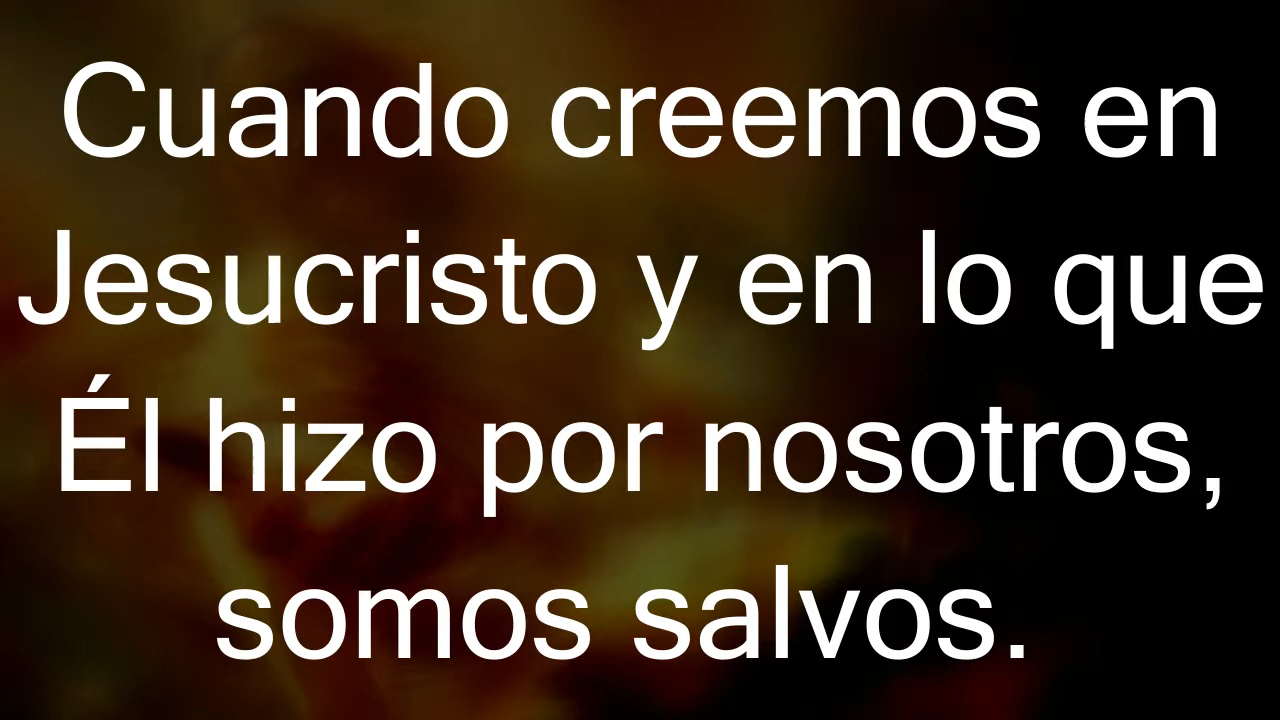 Cuando creemos en
Jesucristo y en lo que
Él hizo por nosotros,
somos salvos.